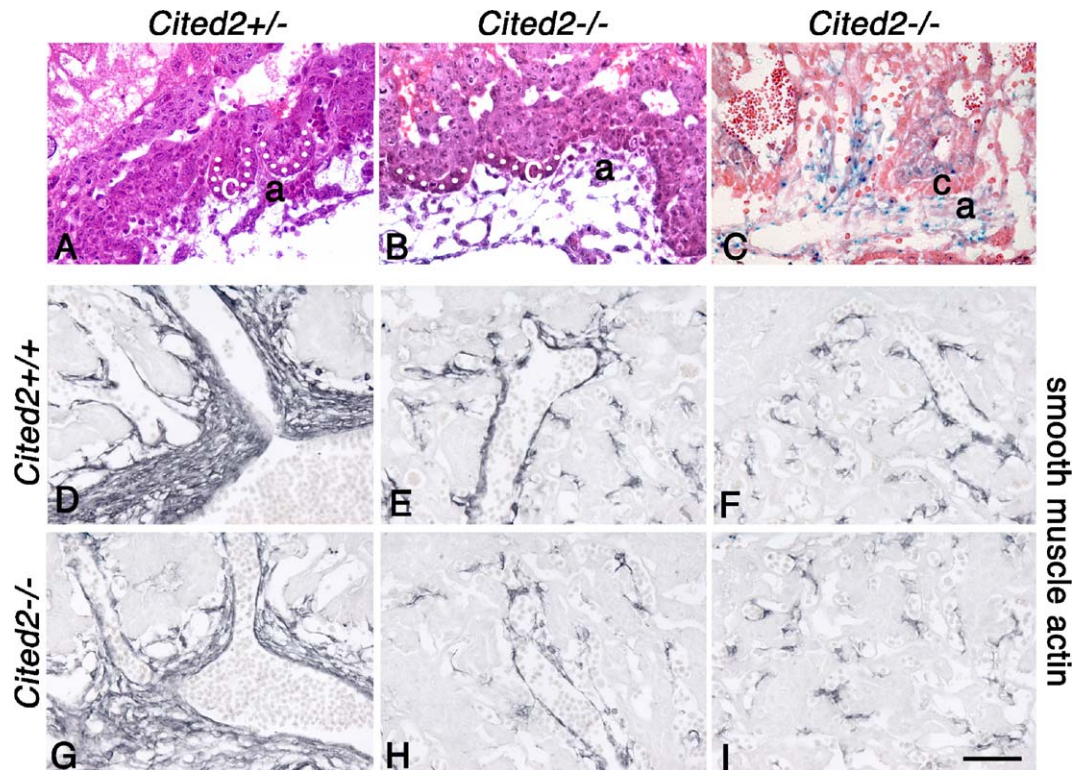 Cited2+/- Cited2-/- Cited2-/-
c a c a c a
A B C
Cited2+/+
D E F
Cited2-/-
G H I
smooth muscle actin